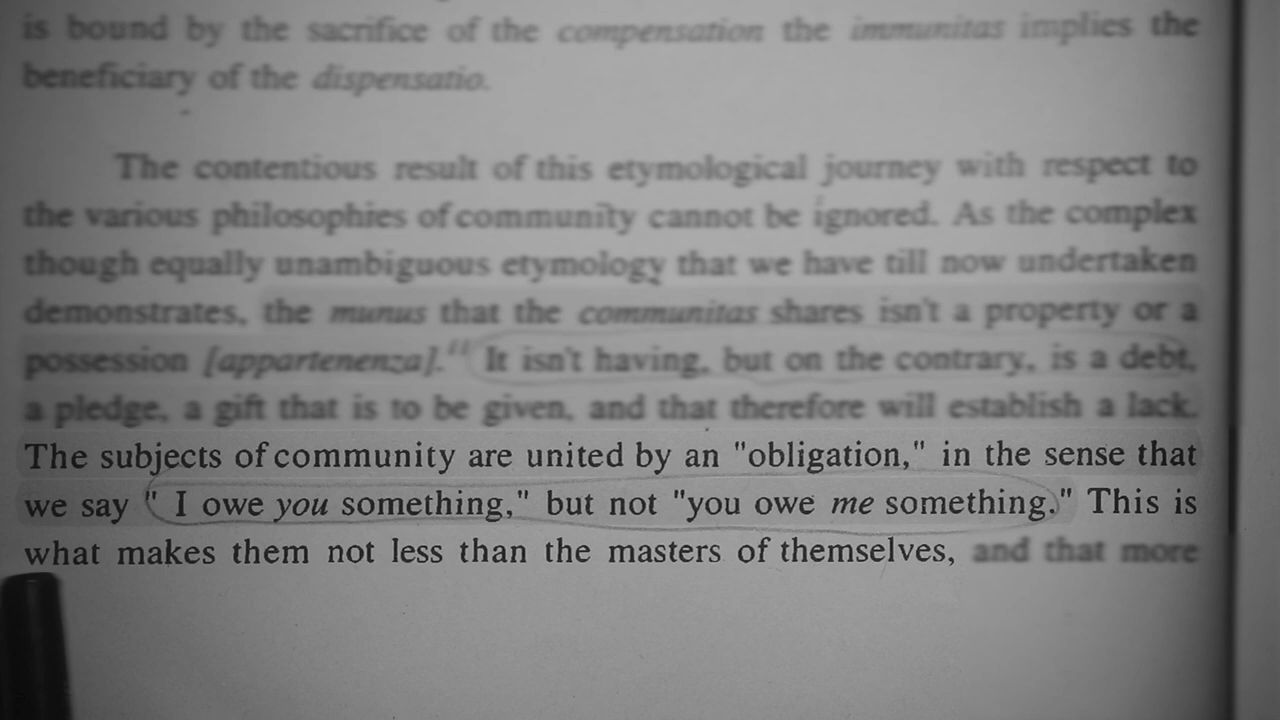 is bound by the sacrifice of the compensation the immunitas implies the
beneficiary of the dispensatio.
The contentious result of this etymological journey with respect to
the various philosophies of community cannot be ignored. As the complex
though equally unambiguous etymology that we have till now undertaken
demonstrates, the munus that the communitas shares isn't a property or a
possession [appartenenza]." It isn't having, but on the contrary, is a debt,
a pledge, a gift that is to be given, and that therefore will establish a lack.
The subjects of community are united by an "obligation," in the sense that
we say " I owe you something," but not "you owe me something." This is
what makes them not less than the masters of themselves, and that more